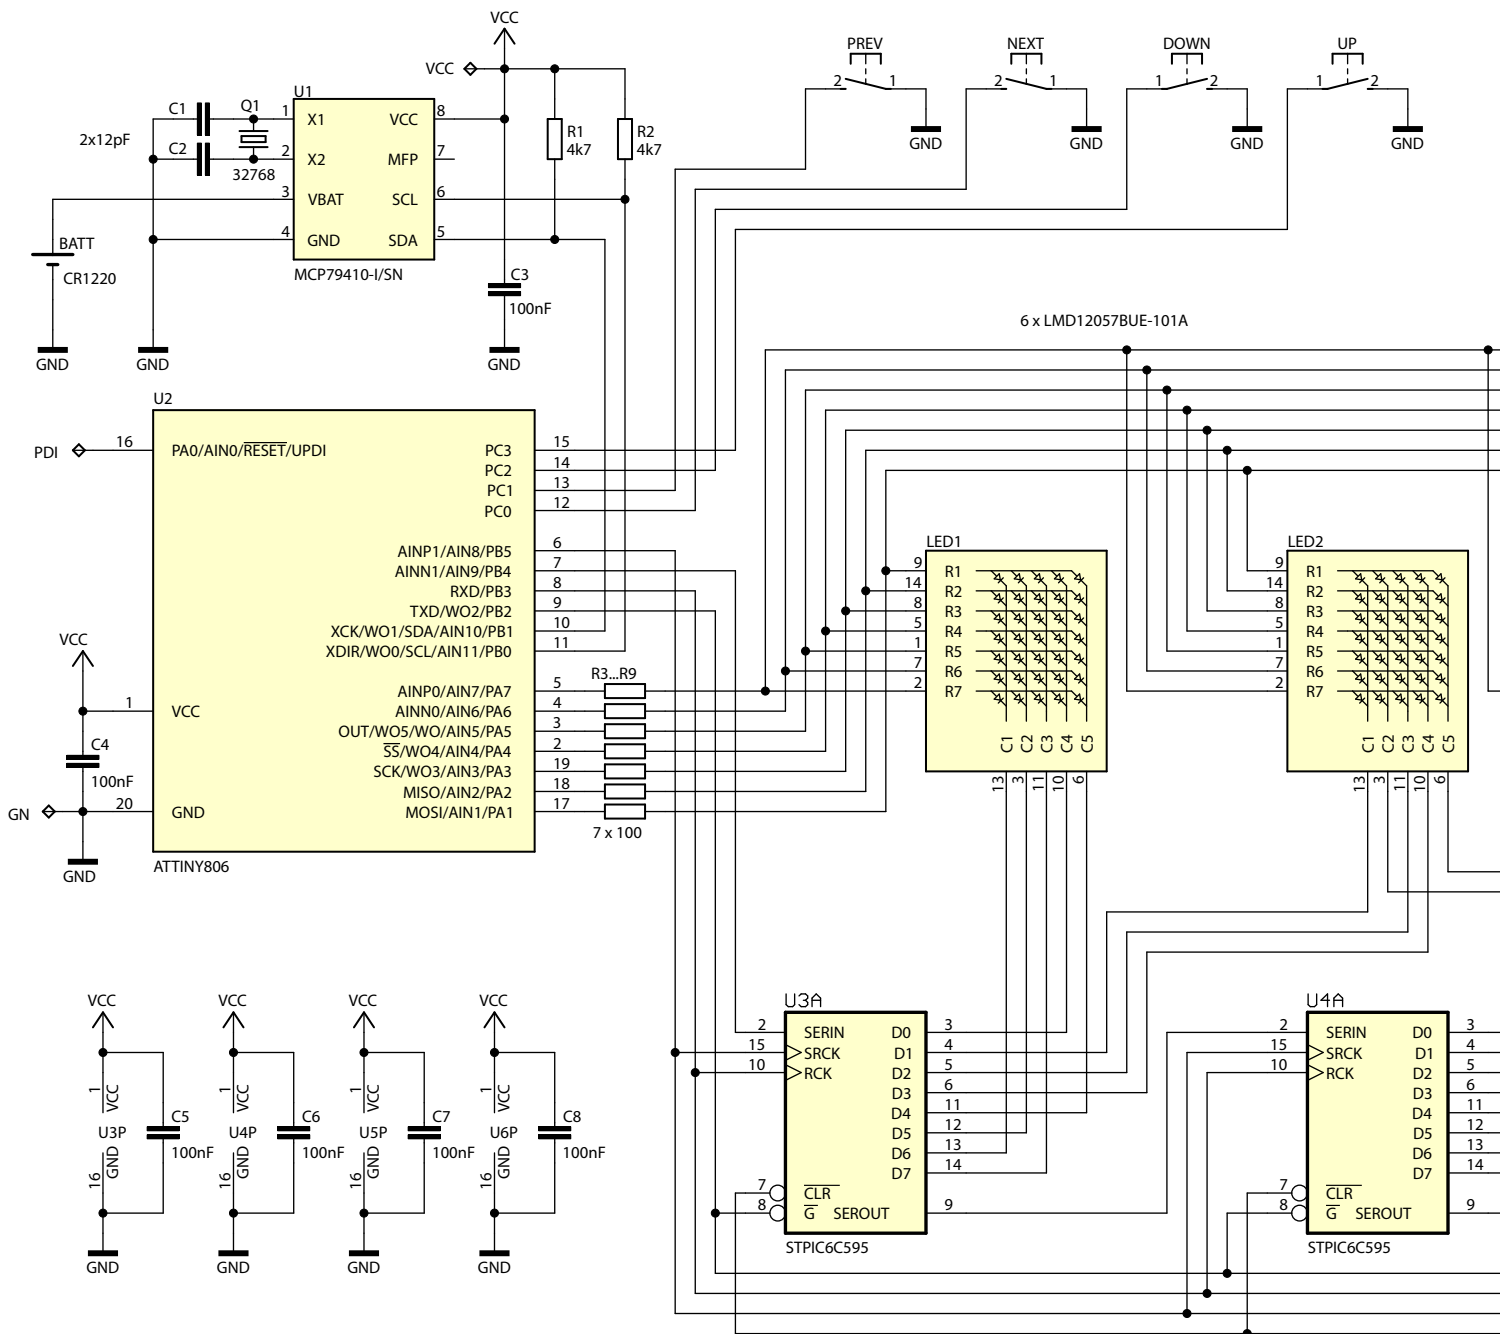 VCC
VCC
PREV
2 1
GND
NEXT
2 1
GND
DOWN
1 2
GND
UP
1 2
GND
U1
C1
C2
2x12pF
Q1
32768
1 X1 VCC 8
2 X2 MFP 7
3 VBAT SCL 6
4 GND SDA 5
MCP79410-I/SN
R1
4k7
R2
4k7
BATT
CR1220
C3
100nF
GND
GND
GND
6 x LMD12057BUE-101A
U2
PDI
16 PA0/AIN0/RESET/UPDI
PC3 15
PC2 14
PC1 13
PC0 12
AINP1/AIN8/PB5 6
AINN1/AIN9/PB4 7
RXD/PB3 8
TXD/WO2/PB2 9
XCK/WO1/SDA/AIN10/PB1 10
XDIR/WO0/SCL/AIN11/PB0 11
AINP0/AIN7/PA7 5
AINN0/AIN6/PA6 4
OUT/WO5/WO/AIN5/PA5 3
SS/WO4/AIN4/PA4 2
SCK/WO3/AIN3/PA3 19
MISO/AIN2/PA2 18
MOSI/AIN1/PA1 17
R3...R9
7 x 100
VCC
1 VCC
C4
100nF
GN
20 GND
GND
ATTINY806
LED1
9 R1
14 R2
8 R3
5 R4
1 R5
7 R6
2 R7
C1 C2 C3 C4 C5
13 3 11 10 6
LED2
9 R1
14 R2
8 R3
5 R4
1 R5
7 R6
2 R7
C1 C2 C3 C4 C5
13 3 11 10 6
VCC
1 VCC
U3P
16 GND
C5
100nF
GND
VCC
1 VCC
U4P
16 GND
C6
100nF
GND
VCC
1 VCC
U5P
16 GND
C7
100nF
GND
VCC
1 VCC
U6P
16 GND
C8
100nF
GND
U3A
2 SERIN D0 3
15 SRCK D1 4
10 RCK D2 5
D3 6
D4 11
D5 12
D6 13
D7 14
7 CLR
8 G SEROUT 9
STPIC6C595
U4A
2 SERIN D0 3
15 SRCK D1 4
10 RCK D2 5
D3 6
D4 11
D5 12
D6 13
D7 14
7 CLR
8 G SEROUT 9
STPIC6C595